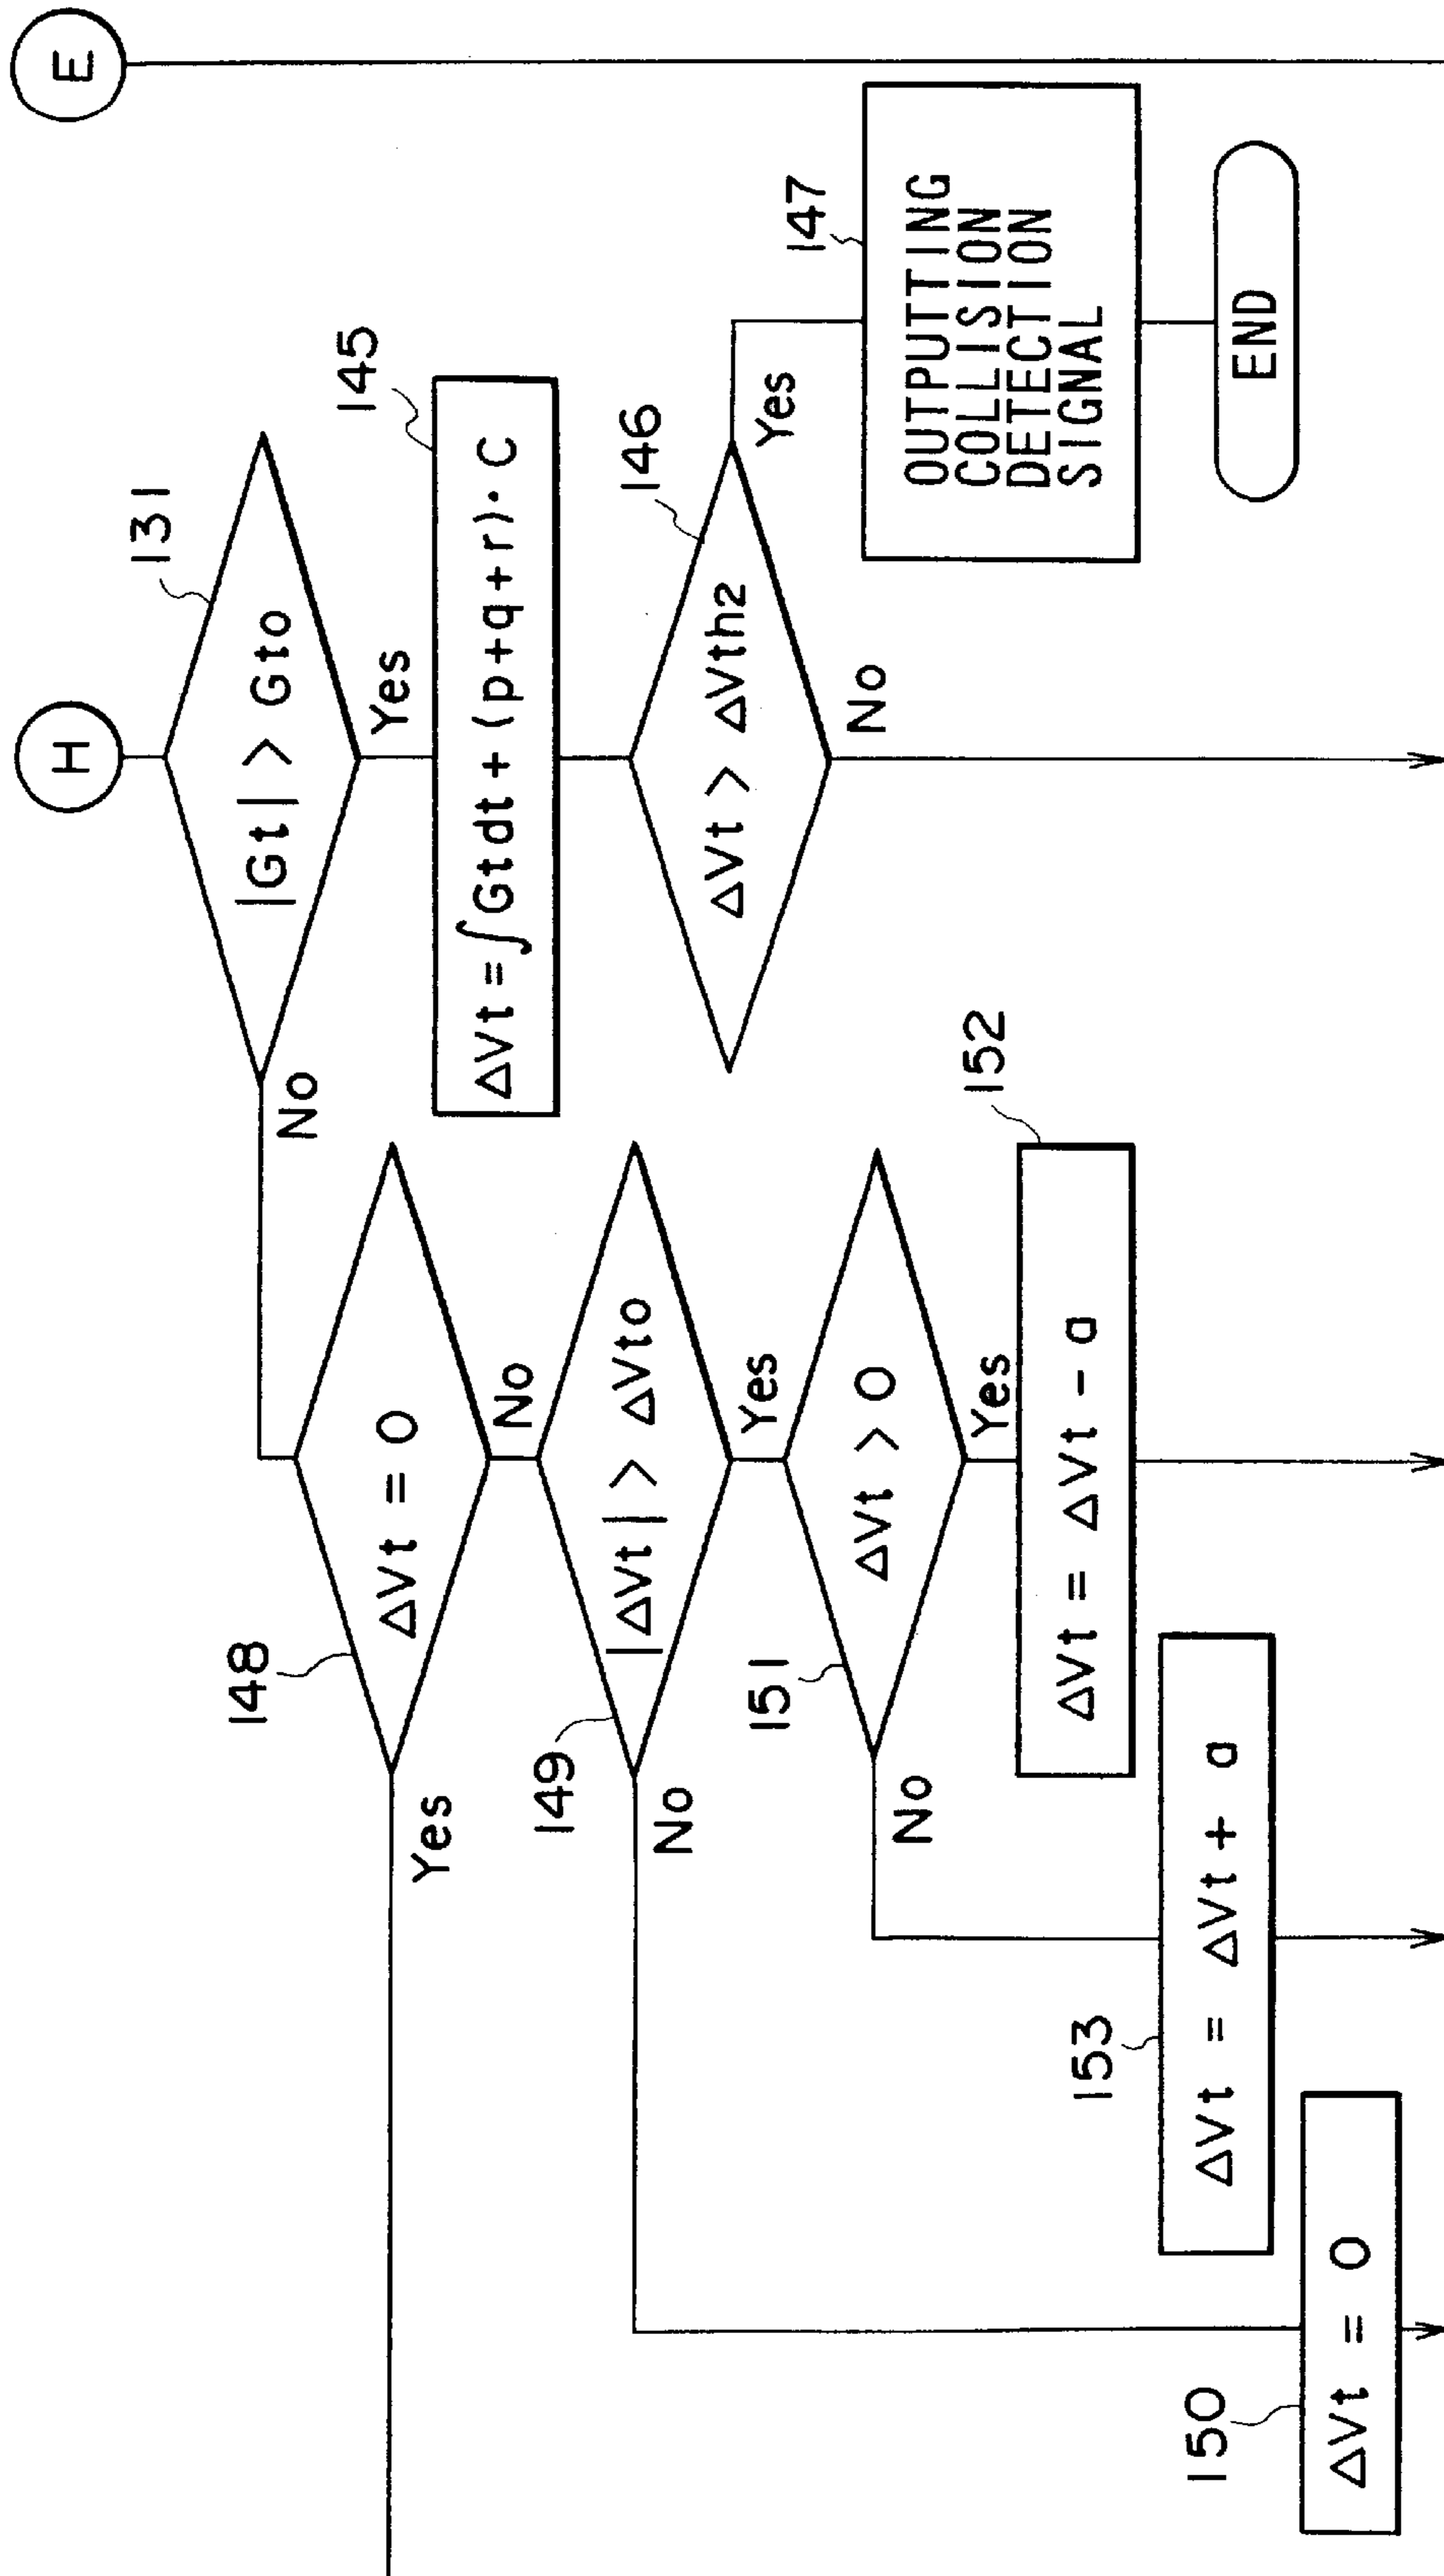 H
E
131
|Gt| > Gto
No
Yes
145
ΔVt = ∫Gtdt + (p+q+r)·C
146
ΔVt > ΔVth2
Yes
No
147
OUTPUTTING
COLLISION
DETECTION
SIGNAL
END
148
ΔVt = 0
Yes
No
149
|ΔVt| > ΔVto
No
Yes
151
ΔVt > 0
No
Yes
152
ΔVt = ΔVt - a
153
ΔVt = ΔVt + a
150
ΔVt = 0